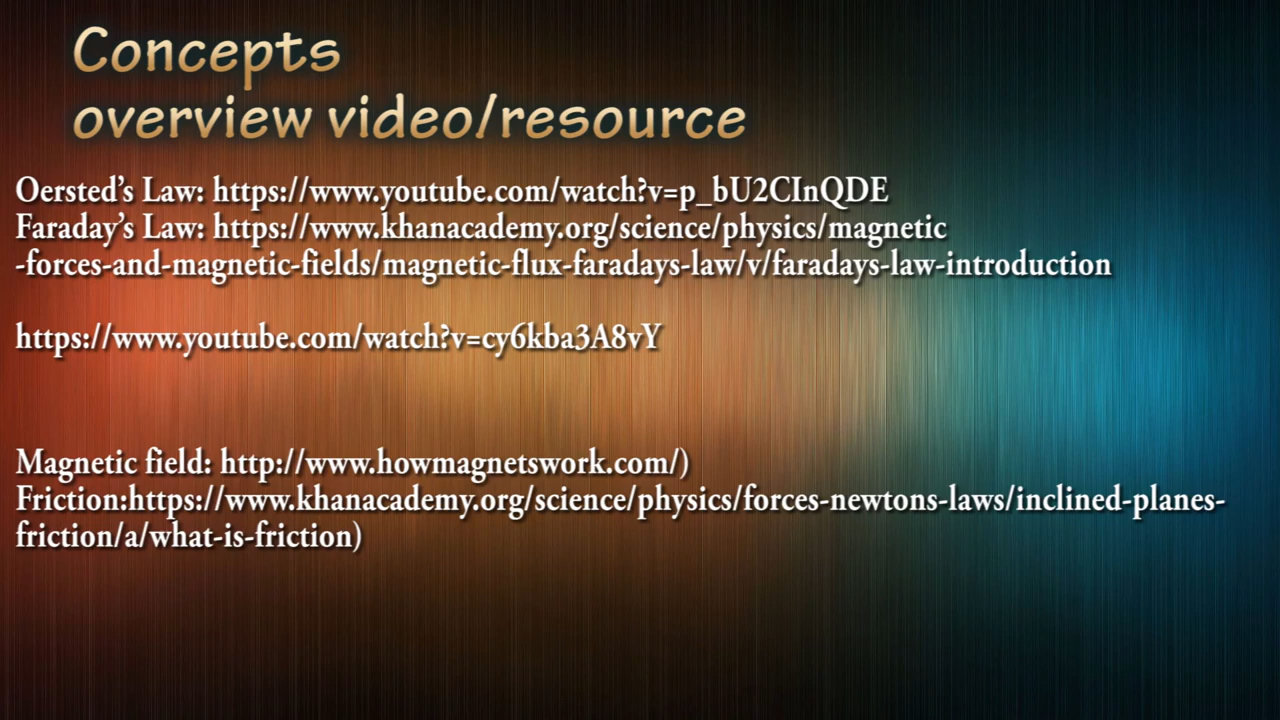 Concepts
overview video/resource
Oersted’s Law: https://www.youtube.com/watch?v=p_bU2CInQDE
Faraday’s Law: https://www.khanacademy.org/science/physics/magnetic
-forces-and-magnetic-fields/magnetic-flux-faradays-law/v/faradays-law-introduction
https://www.youtube.com/watch?v=cy6kba3A8vY
Magnetic field: http://www.howmagnetswork.com/)
Friction:https://www.khanacademy.org/science/physics/forces-newtons-laws/inclined-planes-
friction/a/what-is-friction)